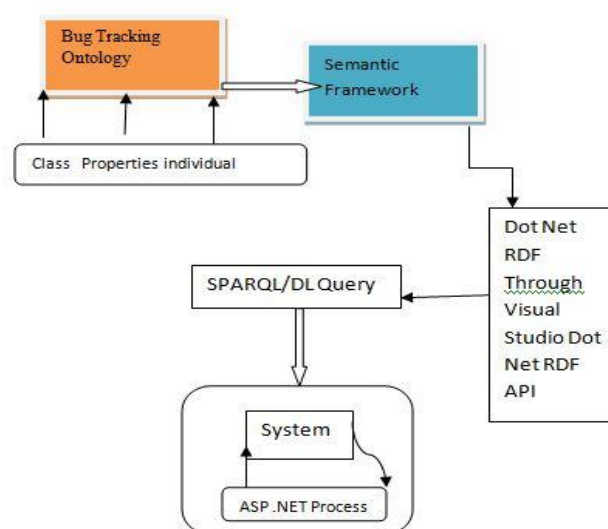 Bug Tracking
Ontology
Semantic
Framework
Class Properties individual
Dot Net
RDF
Through
Visual
Studio Dot
Net RDF
API
SPARQL/DL Query
System
ASP .NET Process